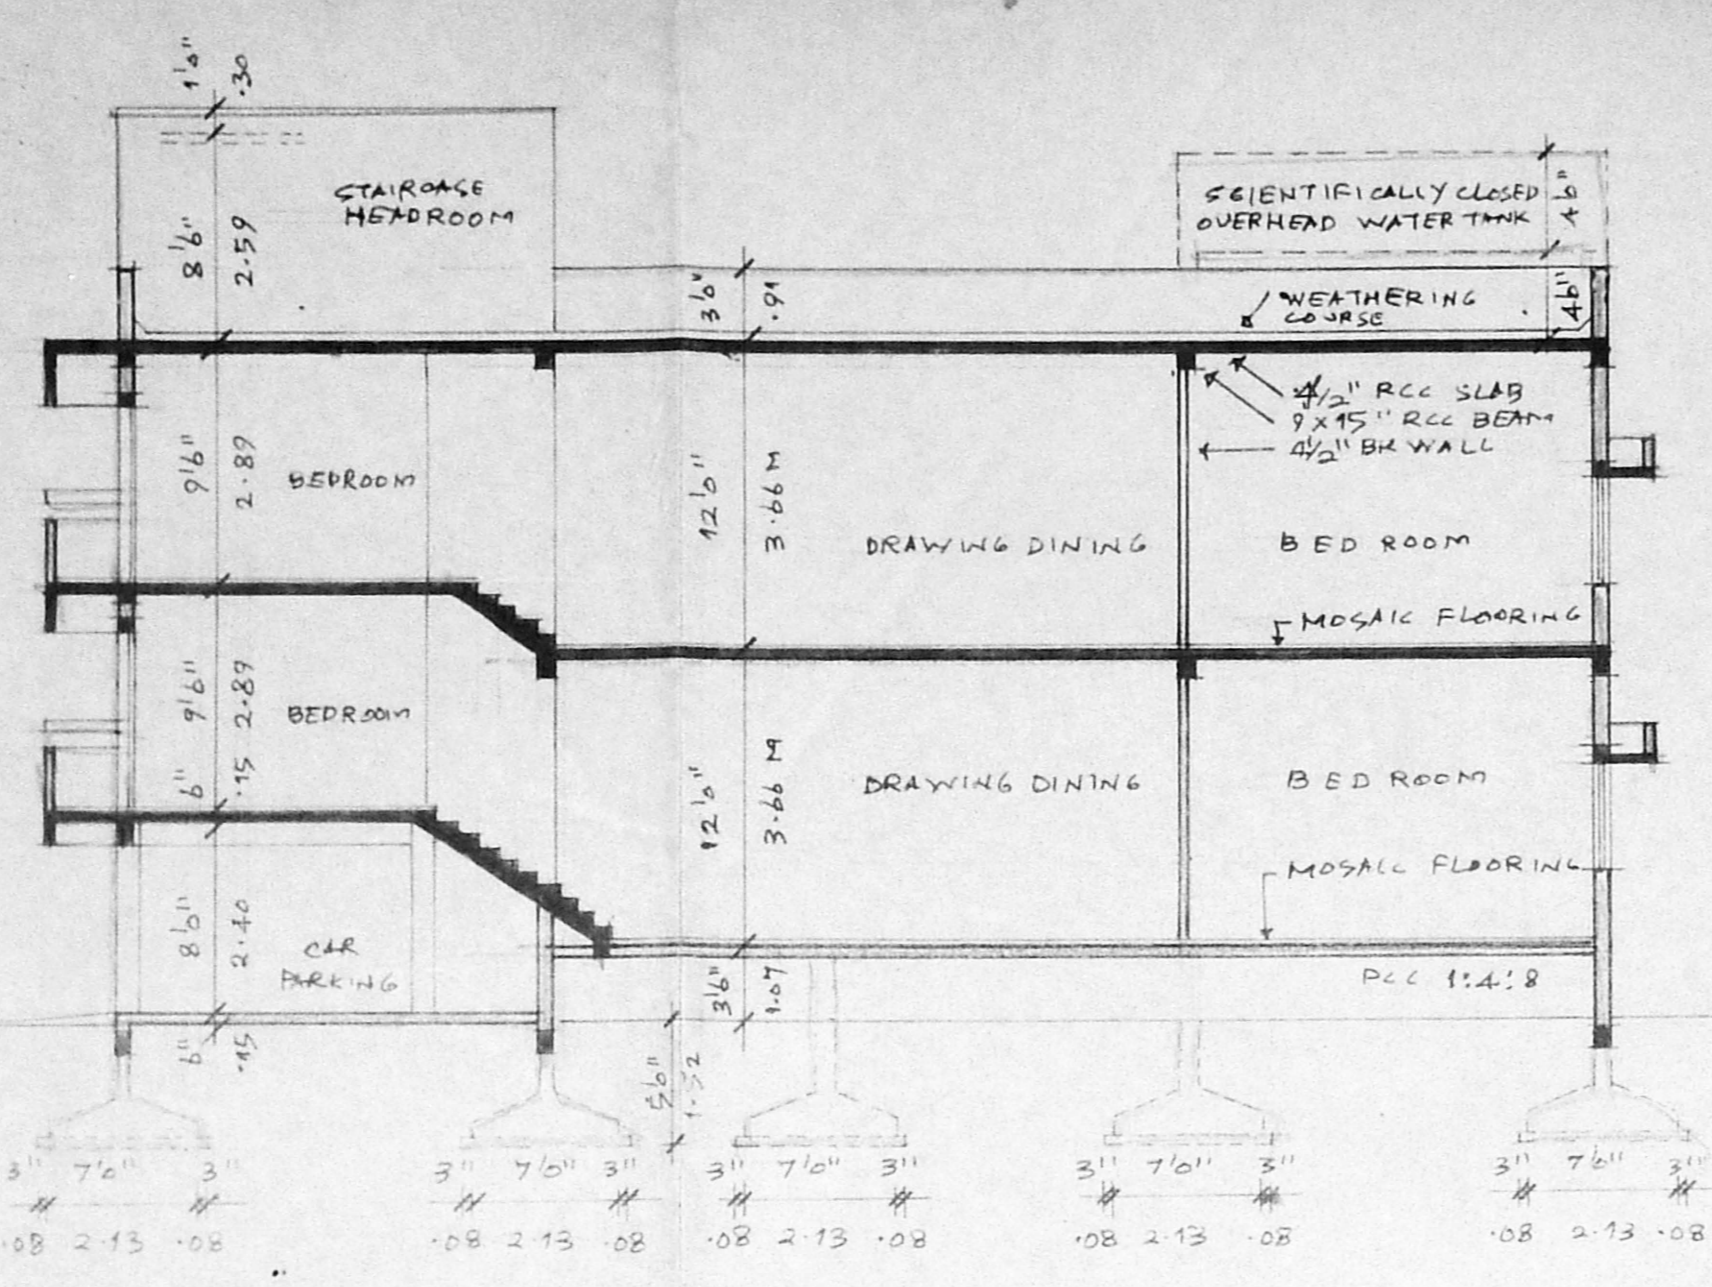 1'0"
.30
STAIRCASE
HEADROOM
8'6"
2.59
SCIENTIFICALLY CLOSED
OVERHEAD WATER TANK
4'6"
3'0"
.91
WEATHERING
COURSE
4'6"
4 1/2" RCC SLAB
9 X 15" RCC BEAM
4 1/2" BK WALL
9'6"
2.89
BEDROOM
12'0"
3.66 M
DRAWING DINING
BED ROOM
MOSAIC FLOORING
9'6"
2.89
BEDROOM
6"
.15
12'0"
3.66 M
DRAWING DINING
BED ROOM
MOSAIC FLOORING
8'0"
2.40
CAR
PARKING
3'6"
1.07
PCC 1:4:8
6"
.15
1.52
3" 7'0" 3" 3" 7'0" 3" 3" 7'0" 3" 3" 7'0" 3" 3" 7'0" 3"
.08 2.13 .08 .08 2.13 .08 .08 2.13 .08 .08 2.13 .08 .08 2.13 .08